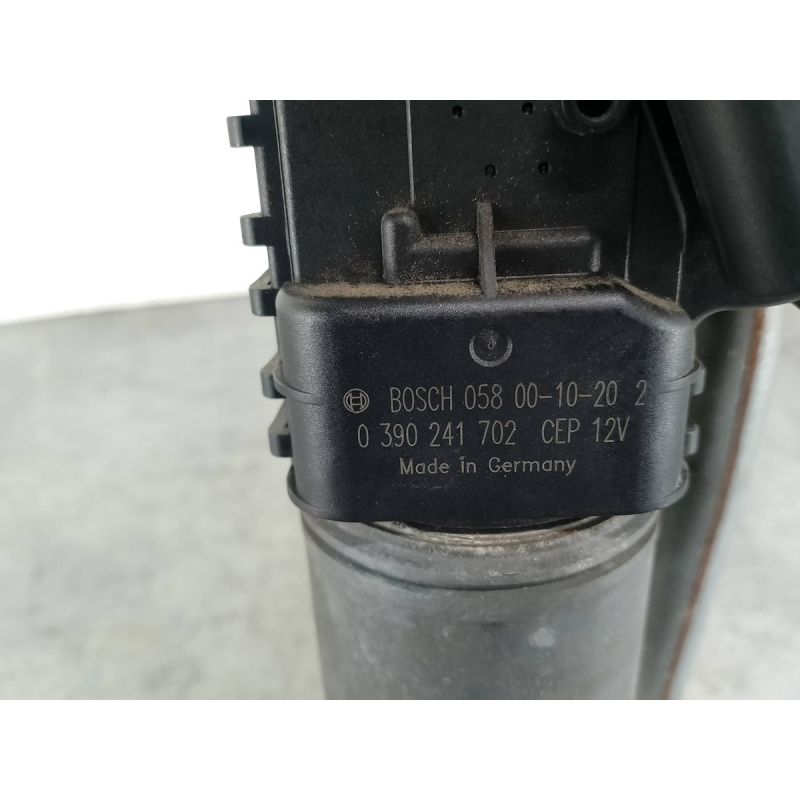 BOSCH 058 00-10-20 2
0 390 241 702 CEP 12V
Made in Germany